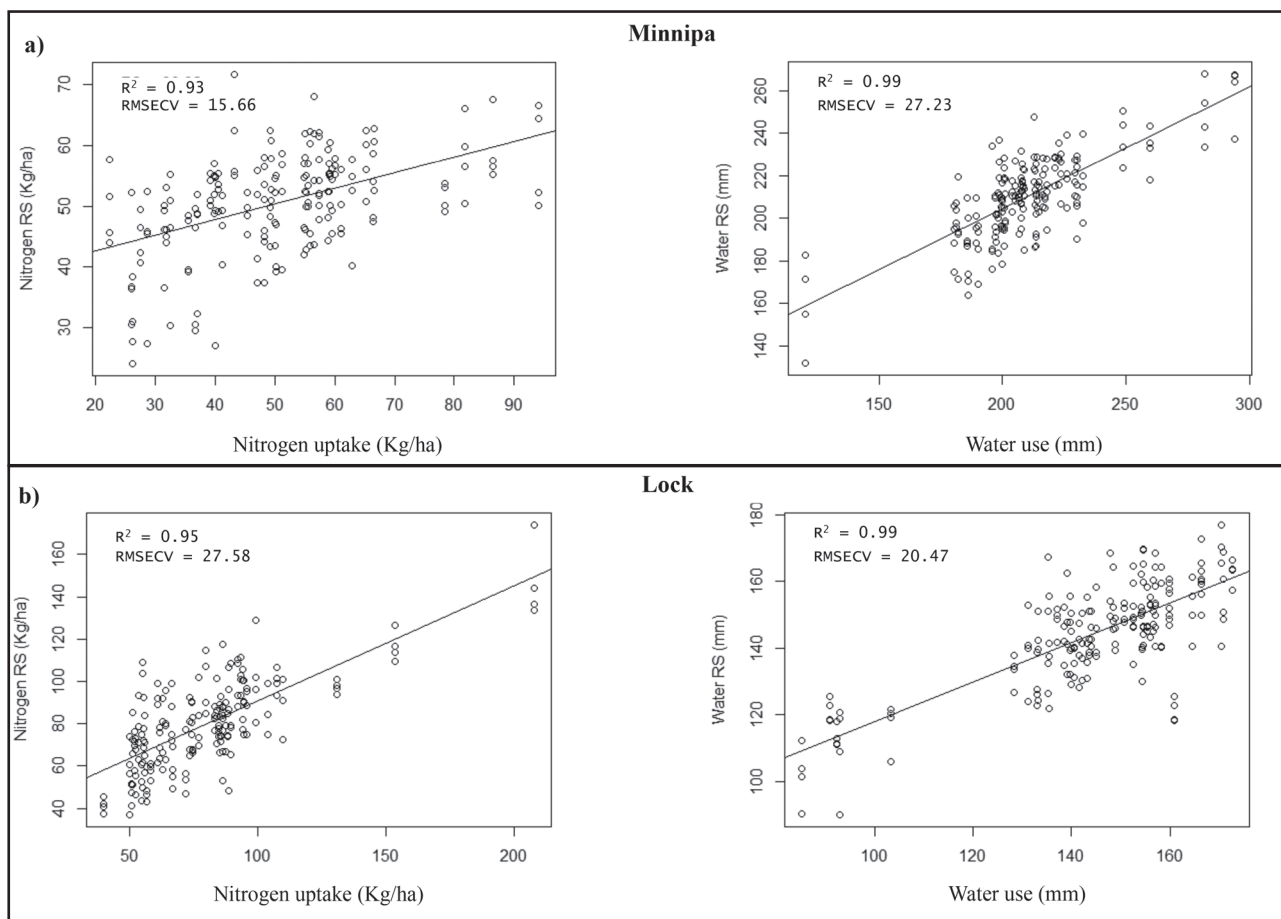 a)
Minnipa
R² = 0.93
RMSECV = 15.66
Nitrogen RS (Kg/ha)
70
60
50
40
30
20 30 40 50 60 70 80 90
Nitrogen uptake (Kg/ha)
R² = 0.99
RMSECV = 27.23
Water RS (mm)
260
240
220
200
180
160
140
150 200 250 300
Water use (mm)
b)
Lock
R² = 0.95
RMSECV = 27.58
Nitrogen RS (Kg/ha)
160
140
120
100
80
60
40
50 100 150 200
Nitrogen uptake (Kg/ha)
R² = 0.99
RMSECV = 20.47
Water RS (mm)
180
160
140
120
100
100 120 140 160
Water use (mm)